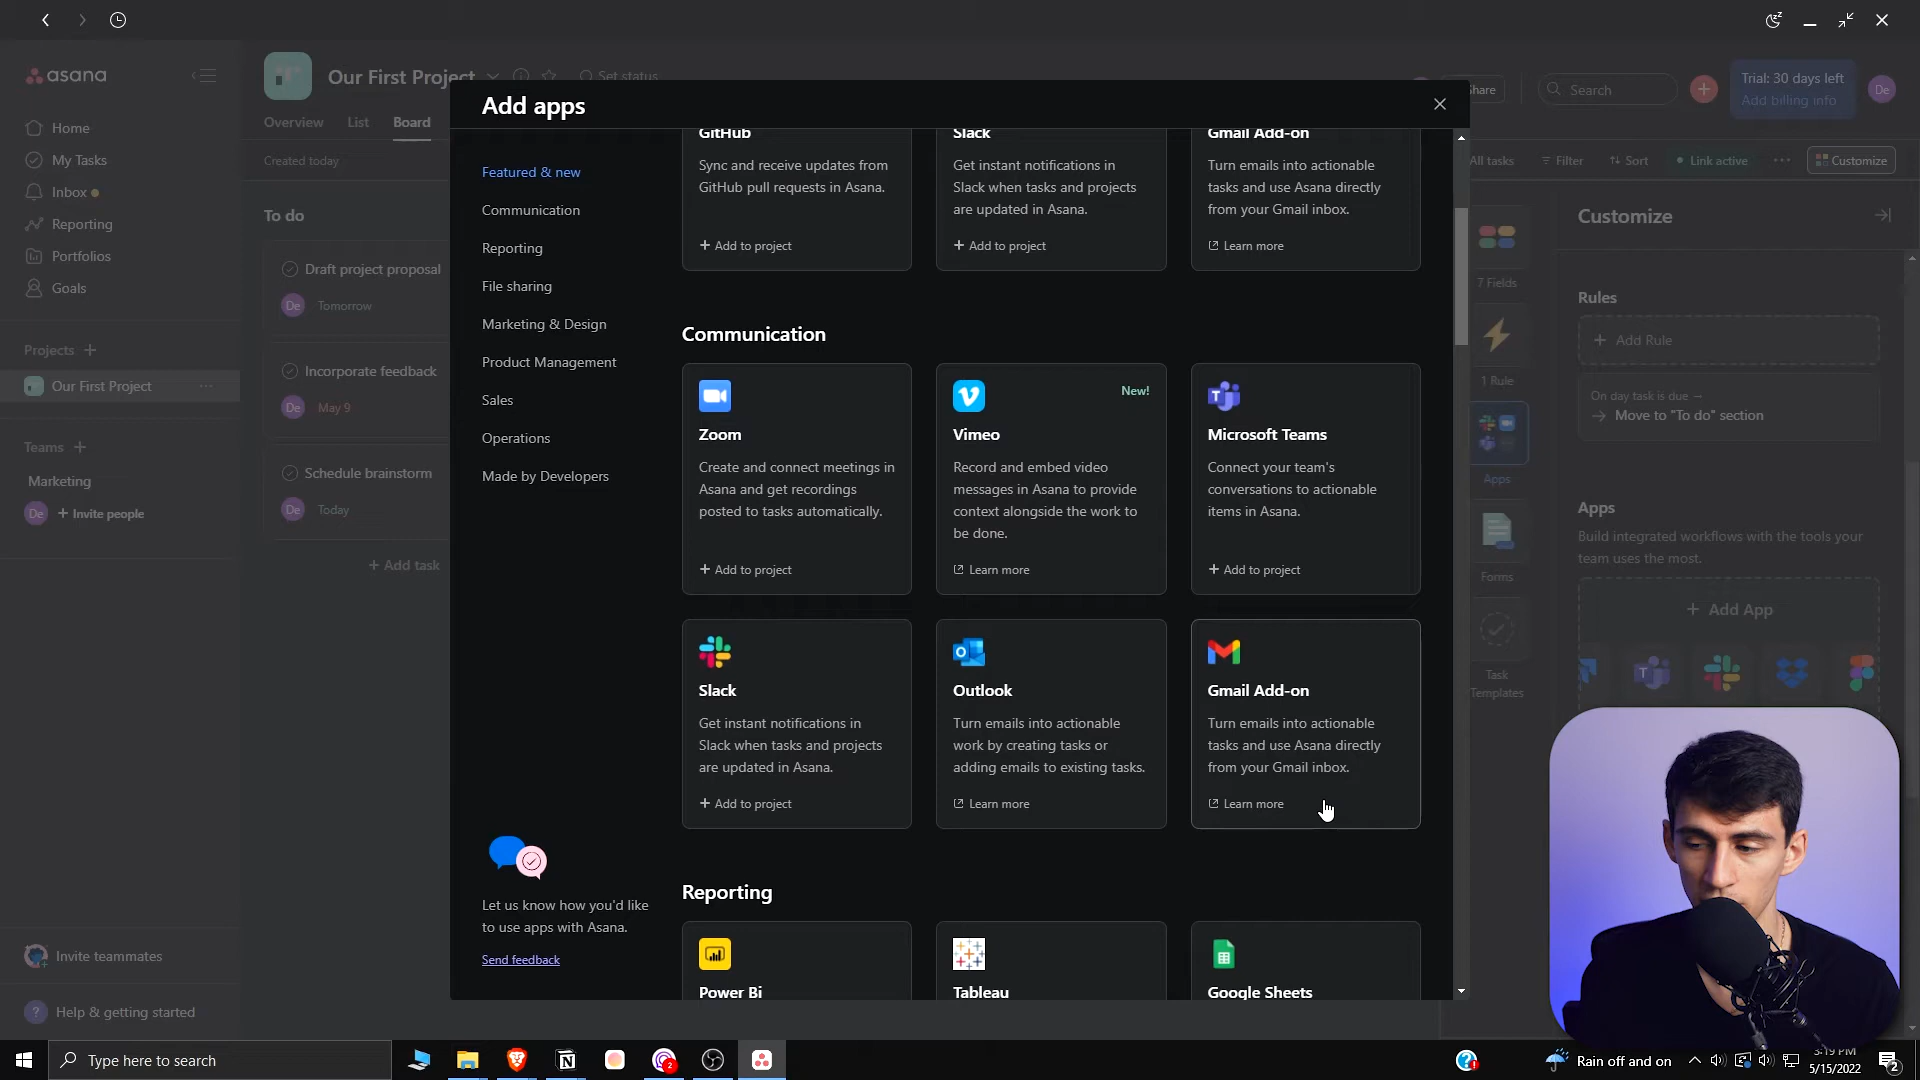 asana
Our First Project
Set status
Share
Search
Trial: 30 days left
Add billing info
De
Overview
List
Board
Created today
All tasks
Filter
Sort
Link active
Customize
Home
My Tasks
Inbox
Reporting
Portfolios
Goals
Projects
Our First Project
Teams
Marketing
De
Invite people
Invite teammates
Help & getting started
To do
Draft project proposal
De
Tomorrow
Incorporate feedback
De
May 9
Schedule brainstorm
De
Today
+ Add task
Add apps
Featured & new
Communication
Reporting
File sharing
Marketing & Design
Product Management
Sales
Operations
Made by Developers
Let us know how you'd like
to use apps with Asana.
Send feedback
GitHub
Sync and receive updates from
GitHub pull requests in Asana.
+ Add to project
Slack
Get instant notifications in
Slack when tasks and projects
are updated in Asana.
+ Add to project
Gmail Add-on
Turn emails into actionable
tasks and use Asana directly
from your Gmail inbox.
Learn more
Communication
Zoom
Create and connect meetings in
Asana and get recordings
posted to tasks automatically.
+ Add to project
New!
Vimeo
Record and embed video
messages in Asana to provide
context alongside the work to
be done.
Learn more
Microsoft Teams
Connect your team's
conversations to actionable
items in Asana.
+ Add to project
Slack
Get instant notifications in
Slack when tasks and projects
are updated in Asana.
+ Add to project
Outlook
Turn emails into actionable
work by creating tasks or
adding emails to existing tasks.
Learn more
Gmail Add-on
Turn emails into actionable
tasks and use Asana directly
from your Gmail inbox.
Learn more
Reporting
Power Bi
Tableau
Google Sheets
7 Fields
1 Rule
Apps
Forms
Task
Templates
Customize
Rules
+ Add Rule
On day task is due —
→ Move to "To do" section
Apps
Build integrated workflows with the tools your
team uses the most.
+ Add App
Type here to search
2
Rain off and on
3:19 PM
5/15/2022
2